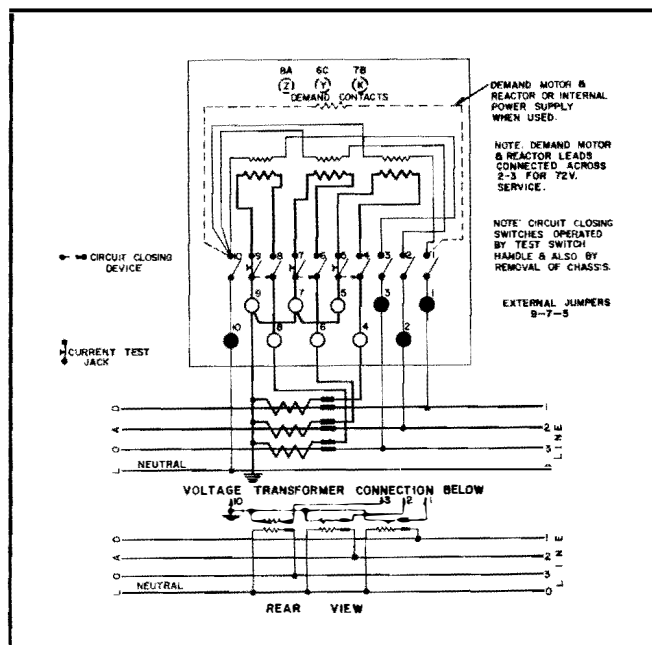 8A 6C 7B
Z Y K
DEMAND CONTACTS
DEMAND MOTOR &
REACTOR OR INTERNAL
POWER SUPPLY
WHEN USED.
NOTE: DEMAND MOTOR
& REACTOR LEADS
CONNECTED ACROSS
2-3 FOR 72V.
SERVICE.
NOTE: CIRCUIT CLOSING
SWITCHES OPERATED
BY TEST SWITCH
HANDLE & ALSO BY
REMOVAL OF CHASSIS.
CIRCUIT CLOSING
DEVICE
10 9 8 7 6 5 4 3 2 1
9 7 5 3 1
EXTERNAL JUMPERS
9-7-5
10 8 6 4 2
CURRENT TEST
JACK
LOAD
1
2
3
LINE
NEUTRAL
VOLTAGE TRANSFORMER CONNECTION BELOW
10 3 2 1
LOAD
1
2
3
0
LINE
NEUTRAL
REAR VIEW